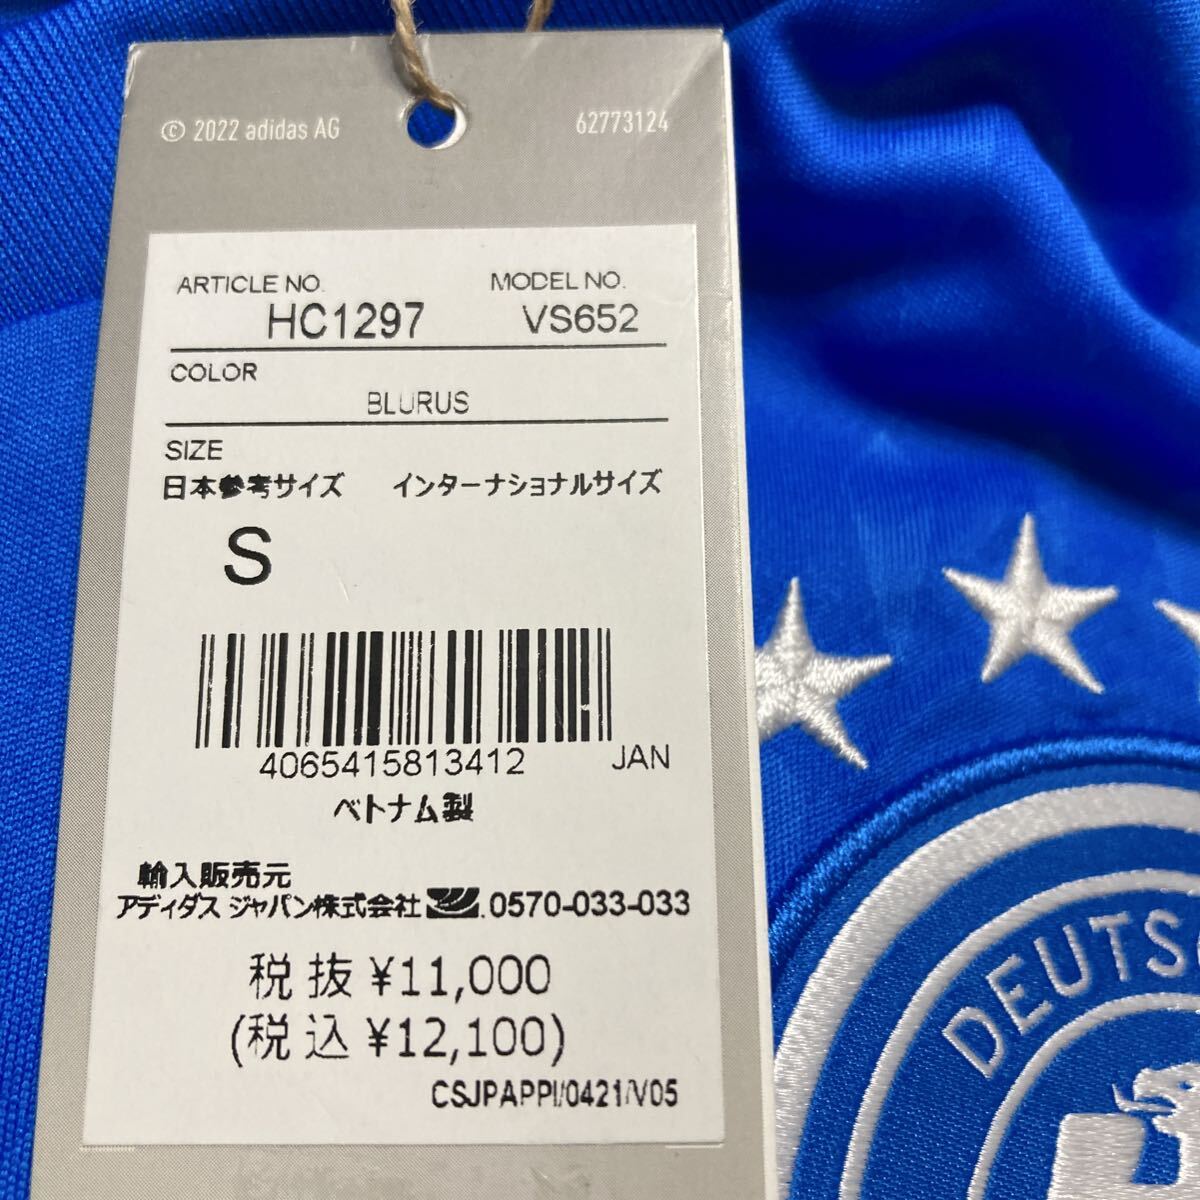 © 2022 adidas AG 62773124
ARTICLE NO. MODEL NO.
HC1297 VS652
COLOR
BLURUS
SIZE
日本参考サイズ インターナショナルサイズ
S
4065415813412 JAN
ベトナム製
輸入販売元
アディダス ジャパン株式会社 . 0570-033-033
税 抜 ¥11,000
(税 込 ¥12,100)
CSJPAPPI/0421/V05
DEUTS